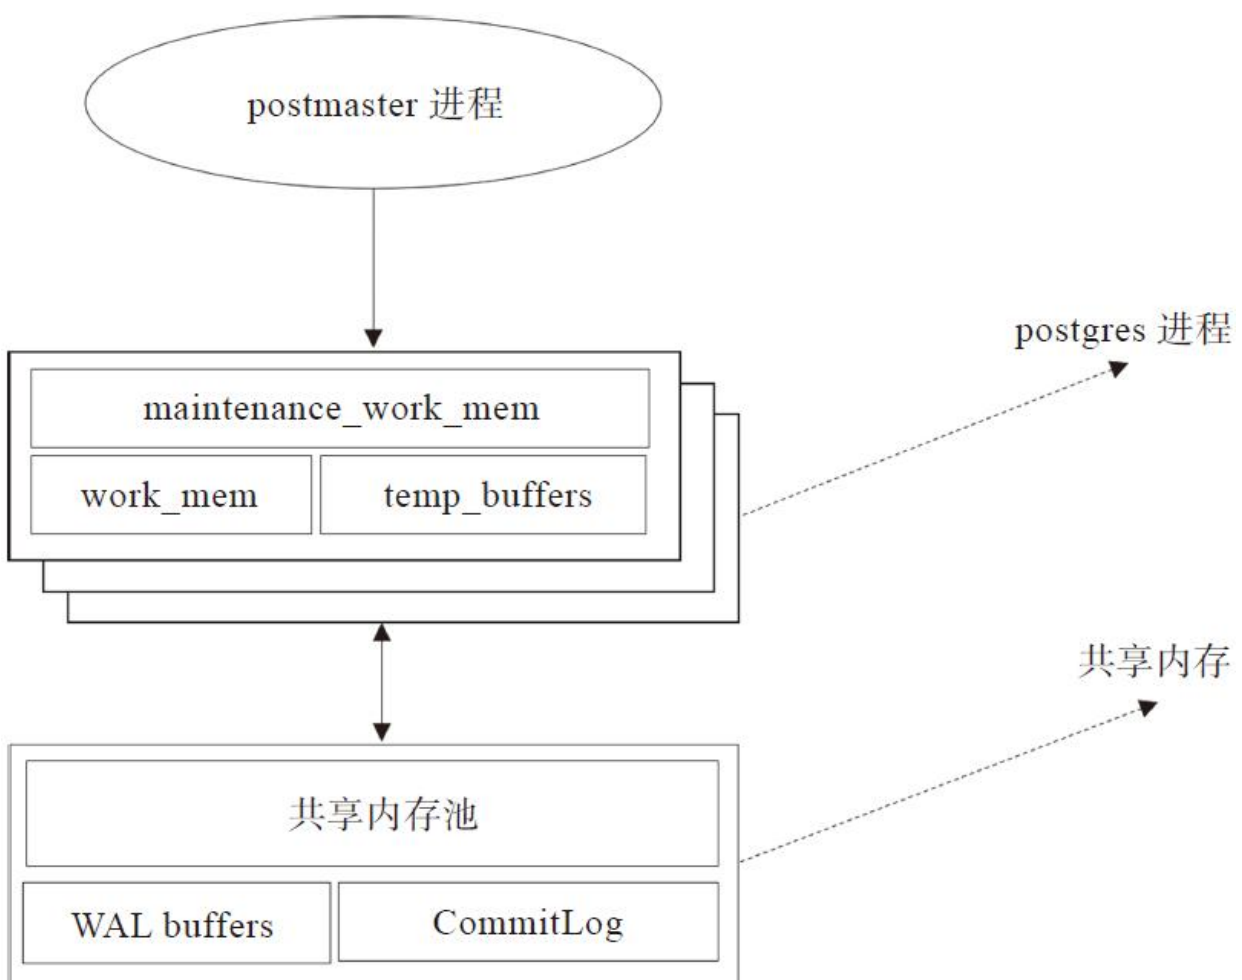 postmaster 进程
postgres 进程
maintenance_work_mem
work_mem
temp_buffers
共享内存
共享内存池
WAL buffers
CommitLog